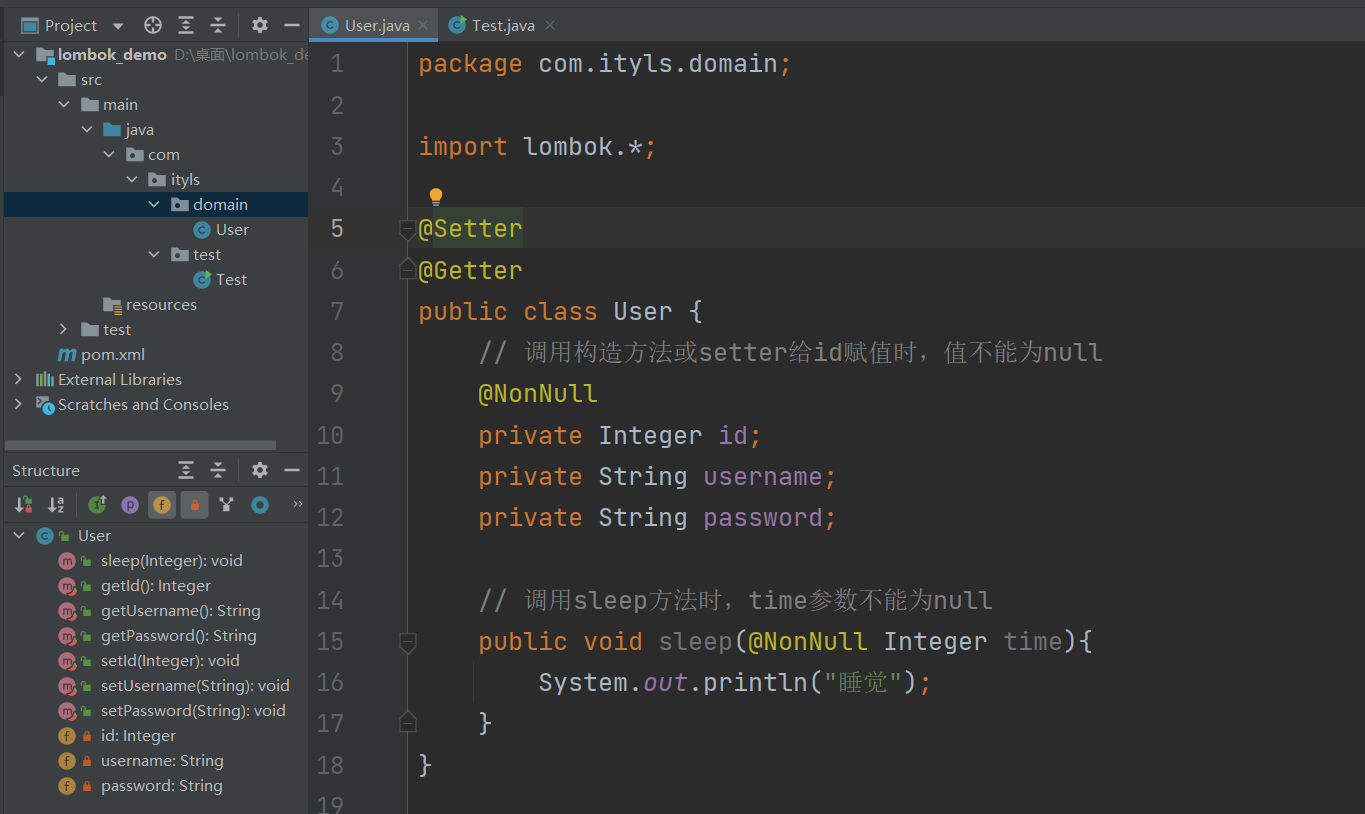 Project
User.java
Test.java
lombok_demo D:\桌面\lombok_de
src
main
java
com
ityls
domain
User
test
Test
resources
test
pom.xml
External Libraries
Scratches and Consoles
Structure
User
sleep(Integer): void
getId(): Integer
getUsername(): String
getPassword(): String
setId(Integer): void
setUsername(String): void
setPassword(String): void
id: Integer
username: String
password: String
1 package com.ityls.domain;
2
3 import lombok.*;
4
5 @Setter
6 @Getter
7 public class User {
8 // 调用构造方法或setter给id赋值时，值不能为null
9 @NonNull
10 private Integer id;
11 private String username;
12 private String password;
13
14 // 调用sleep方法时，time参数不能为null
15 public void sleep(@NonNull Integer time){
16 System.out.println("睡觉");
17 }
18 }
19